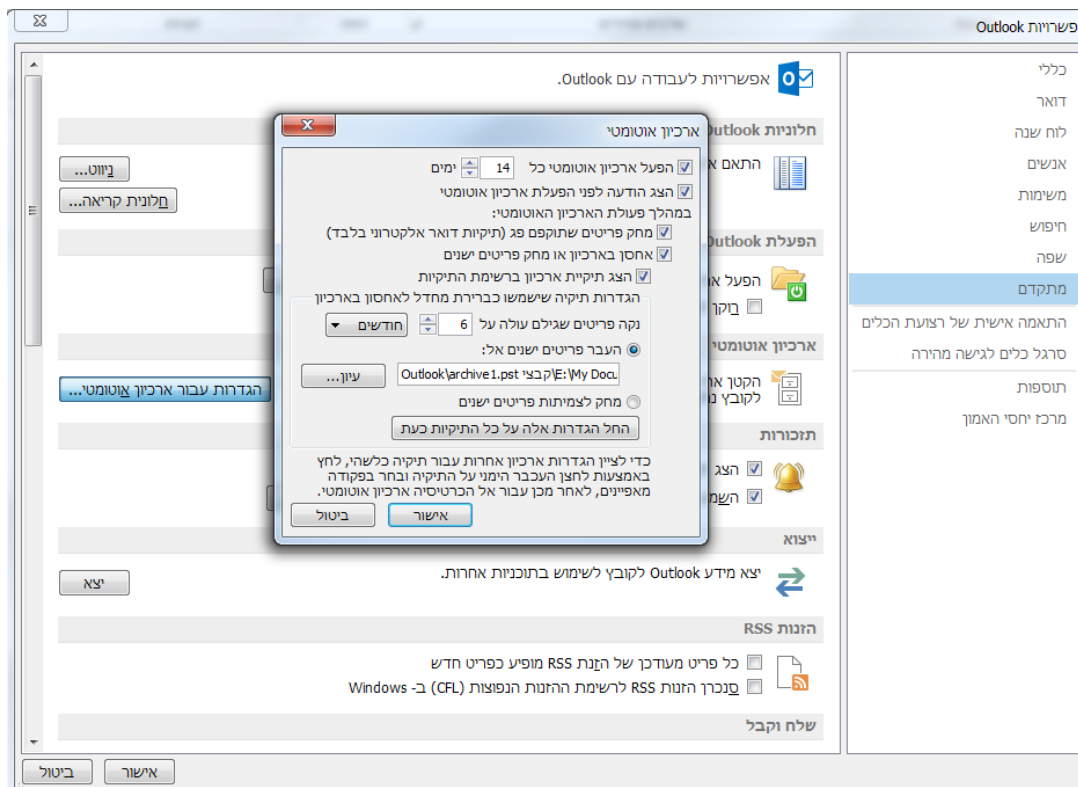 פשרויות Outlook
כללי
דואר
לוח שנה
אנשים
משימות
חיפוש
שפה
מתקדם
התאמה אישית של רצועת הכלים
סרגל כלים לגישה מהירה
תוספות
מרכז יחסי האמון
אפשרויות לעבודה עם Outlook.
חלוניות Outlook
התאם
ניווט...
חלונית קריאה...
הפעלת Outlook
הפעל
רוקן
ארכיון אוטומטי
הקטן
לקובץ
הגדרות עבור ארכיון אוטומטי...
תזכורות
הצג
ייצוא
יצא מידע Outlook לקובץ לשימוש בתוכניות אחרות.
יצא
הזנות RSS
כל פריט מעודכן של הזנת RSS מופיע כפריט חדש
סנכרן הזנות RSS לרשימת ההזנות הנפוצות (CFL) ב- Windows
שלח וקבל
אישור
ביטול
ארכיון אוטומטי
הפעל ארכיון אוטומטי כל 14 ימים
הצג הודעה לפני הפעלת ארכיון אוטומטי
במהלך פעולת הארכיון האוטומטי:
מחק פריטים שתוקפם פג (תיקיות דואר אלקטרוני בלבד)
אחסן בארכיון או מחק פריטים ישנים
הצג תיקיית ארכיון ברשימת התיקיות
הגדרות תיקיה שישמשו כברירת מחדל לאחסון בארכיון
נקה פריטים שגילם עולה על 6 חודשים
העבר פריטים ישנים אל:
E:\My Docu\קבצי Outlook\archive1.pst
עיון...
מחק לצמיתות פריטים ישנים
החל הגדרות אלה על כל התיקיות כעת
כדי לציין הגדרות ארכיון אחרות עבור תיקיה כלשהי, לחץ
באמצעות לחצן העכבר הימני על התיקיה ובחר בפקודה
מאפיינים, לאחר מכן עבור אל הכרטיסיה ארכיון אוטומטי.
אישור
ביטול